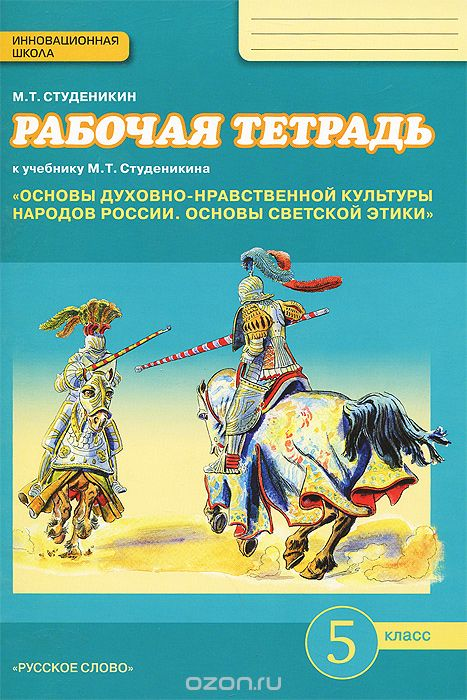 ИННОВАЦИОННАЯ
ШКОЛА
М.Т. СТУДЕНИКИН
РАБОЧАЯ ТЕТРАДЬ
к учебнику М.Т. Студеникина
«ОСНОВЫ ДУХОВНО-НРАВСТВЕННОЙ КУЛЬТУРЫ
НАРОДОВ РОССИИ. ОСНОВЫ СВЕТСКОЙ ЭТИКИ»
5 класс
«РУССКОЕ СЛОВО»
ozon.ru